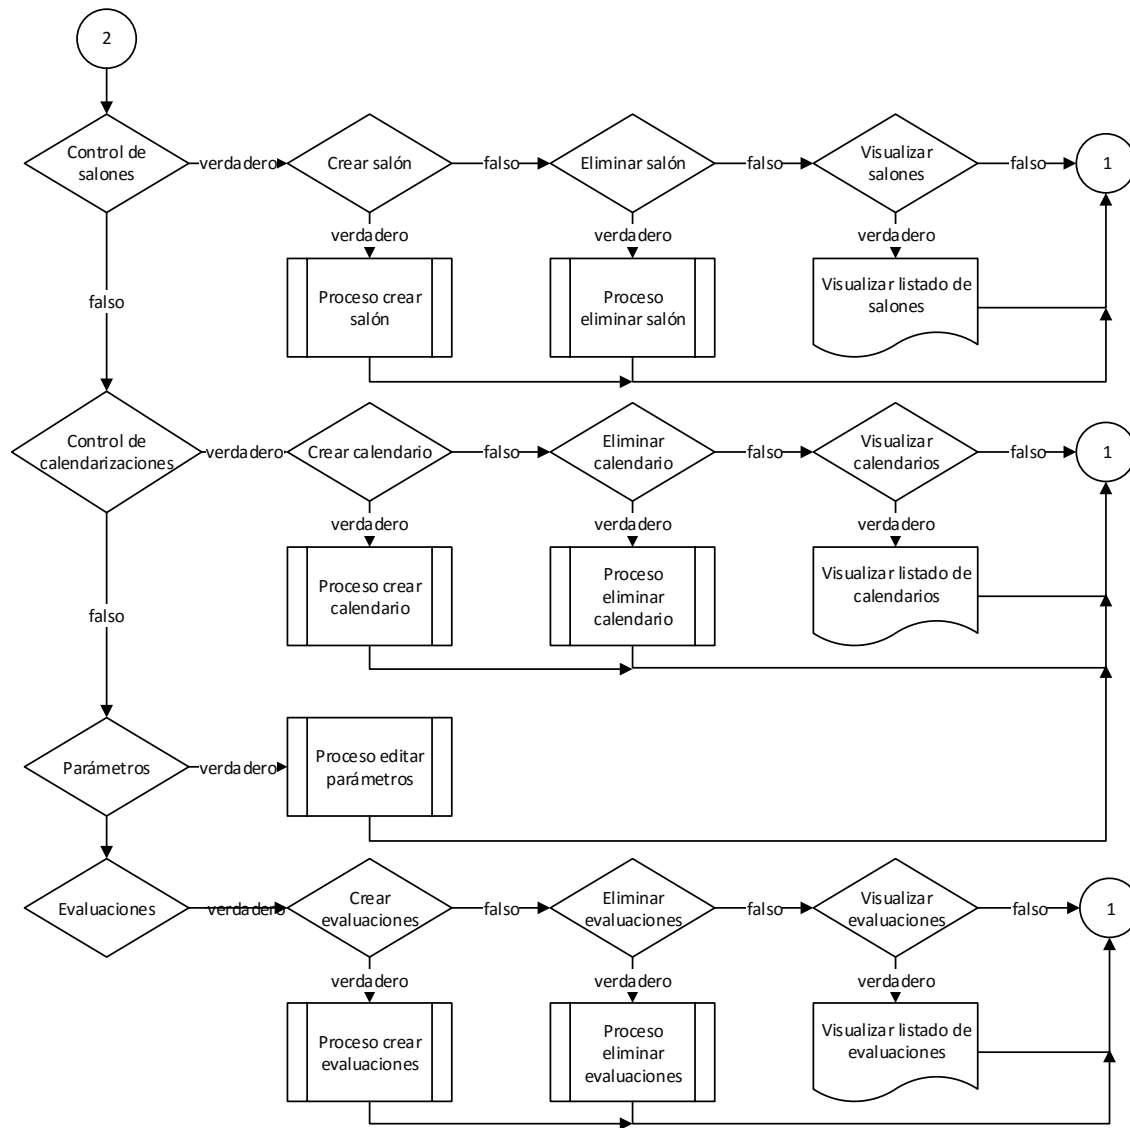 2
Control de
salones
verdadero
Crear salón
falso
Eliminar salón
falso
Visualizar
salones
falso
1
verdadero
verdadero
verdadero
falso
Proceso crear
salón
Proceso
eliminar salón
Visualizar listado de
salones
Control de
calendarizaciones
verdadero
Crear calendario
falso
Eliminar
calendario
falso
Visualizar
calendarios
falso
1
verdadero
verdadero
verdadero
falso
Proceso crear
calendario
Proceso
eliminar
calendario
Visualizar listado de
calendarios
Parámetros
verdadero
Proceso editar
parámetros
Evaluaciones
verdadero
Crear
evaluaciones
falso
Eliminar
evaluaciones
falso
Visualizar
evaluaciones
falso
1
verdadero
verdadero
verdadero
Proceso crear
evaluaciones
Proceso
eliminar
evaluaciones
Visualizar listado de
evaluaciones